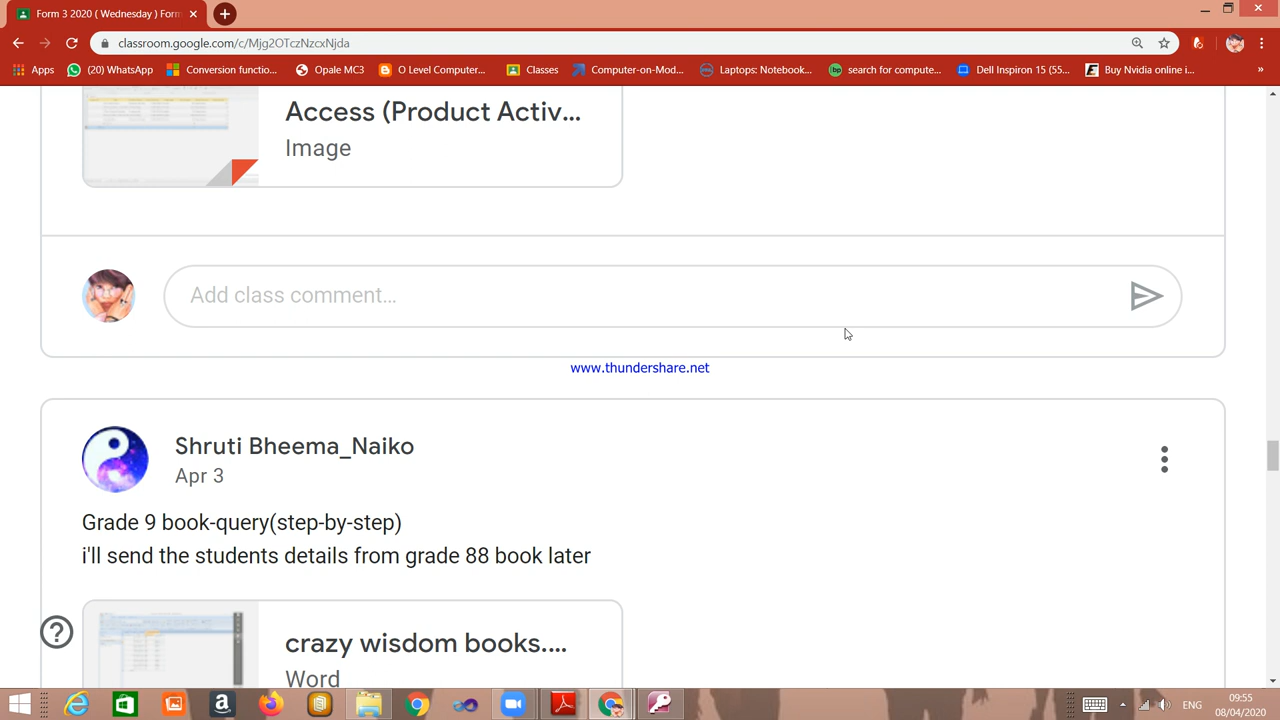 Form 3 2020 ( Wednesday ) Form
classroom.google.com/c/Mjg2OTczNzcxNjda
Apps
(20) WhatsApp
Conversion functio...
Opale MC3
O Level Computer...
Classes
Computer-on-Mod...
Laptops: Notebook...
search for compute...
Dell Inspiron 15 (55...
Buy Nvidia online i...
»
Access (Product Activ...
Image
Add class comment...
www.thundershare.net
Shruti Bheema_Naiko
Apr 3
Grade 9 book-query(step-by-step)
i'll send the students details from grade 88 book later
crazy wisdom books....
Word
ENG
09:55
08/04/2020